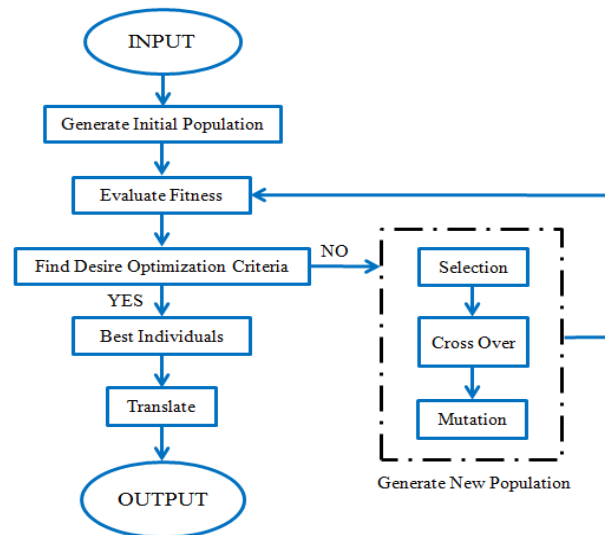 INPUT
Generate Initial Population
Evaluate Fitness
Find Desire Optimization Criteria
NO
YES
Best Individuals
Translate
OUTPUT
Selection
Cross Over
Mutation
Generate New Population